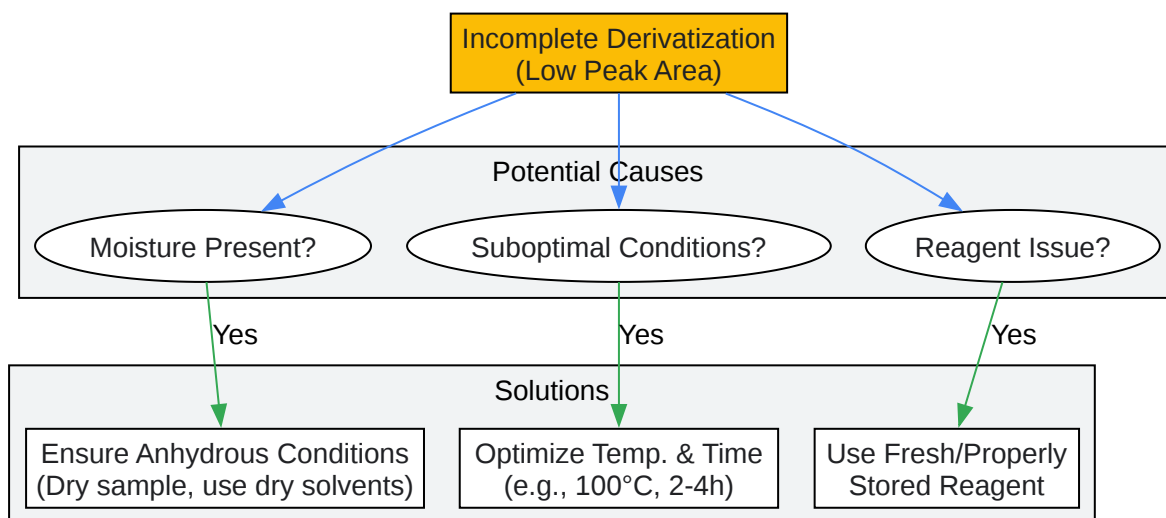 Incomplete Derivatization
(Low Peak Area)
Potential Causes
Moisture Present?
Suboptimal Conditions?
Reagent Issue?
Yes
Yes
Yes
Solutions
Ensure Anhydrous Conditions
(Dry sample, use dry solvents)
Optimize Temp. & Time
(e.g., 100°C, 2-4h)
Use Fresh/Properly
Stored Reagent